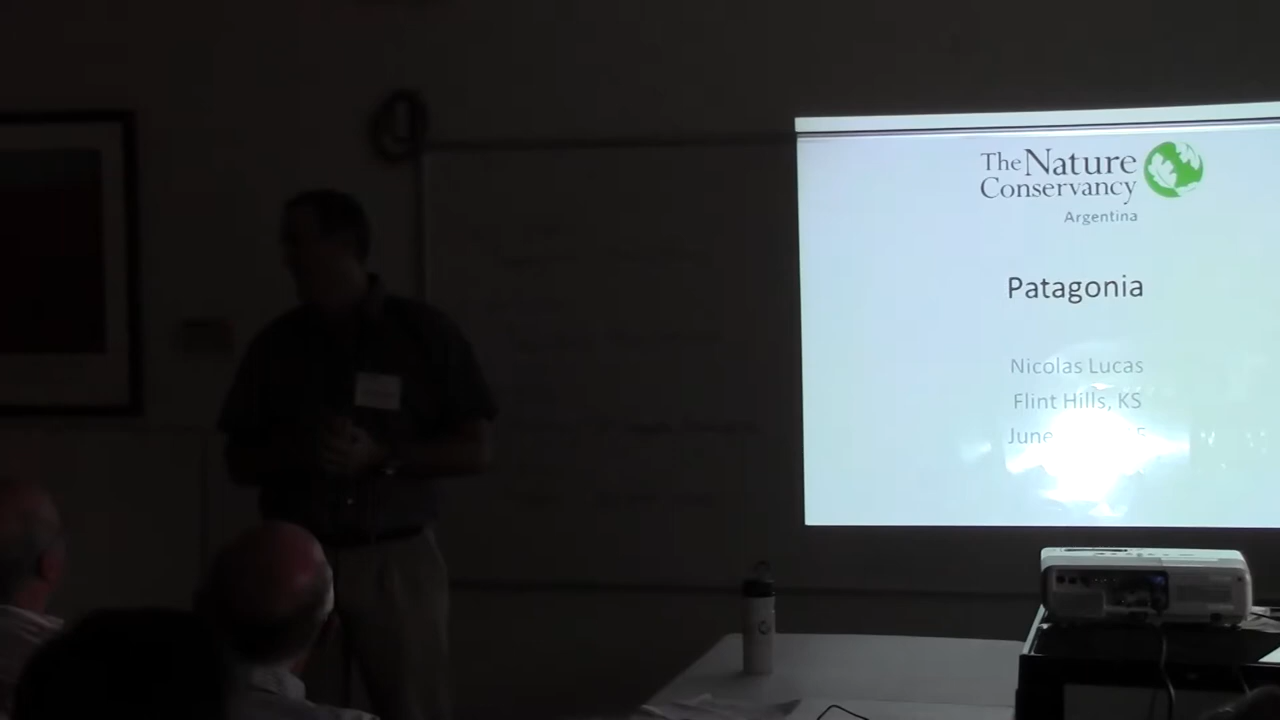 The Nature
Conservancy
Argentina
Patagonia
Nicolas Lucas
Flint Hills, KS
June